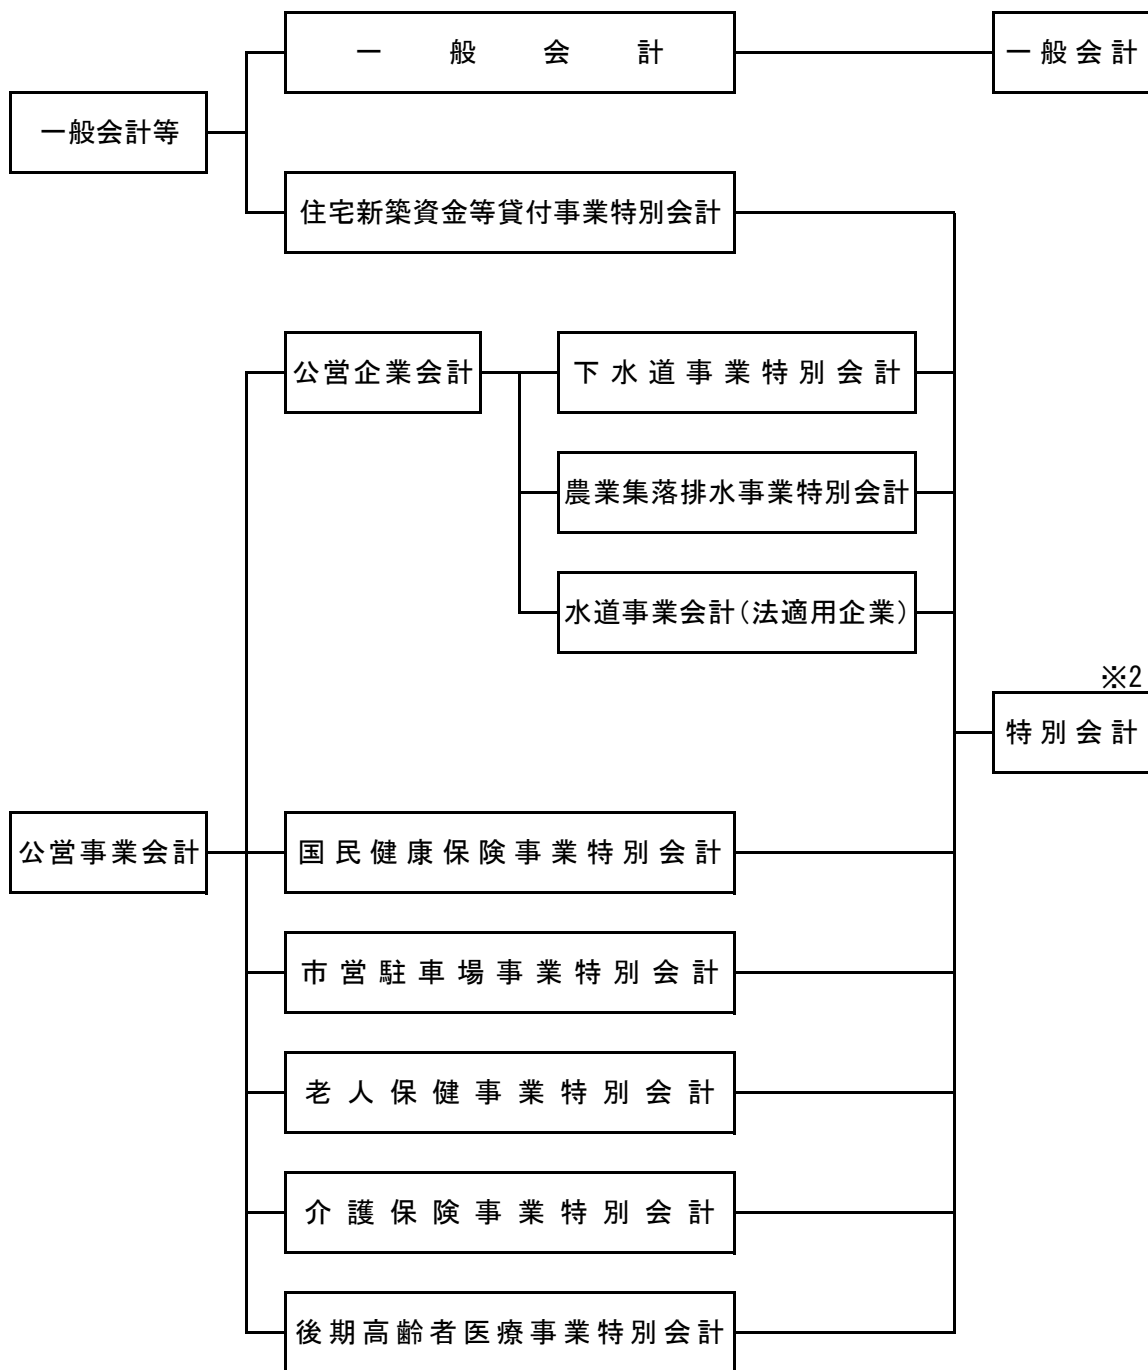 一般会計
一般会計
一般会計等
住宅新築資金等貸付事業特別会計
公営企業会計
下水道事業特別会計
農業集落排水事業特別会計
水道事業会計(法適用企業)
※2
特別会計
公営事業会計
国民健康保険事業特別会計
市営駐車場事業特別会計
老人保健事業特別会計
介護保険事業特別会計
後期高齢者医療事業特別会計